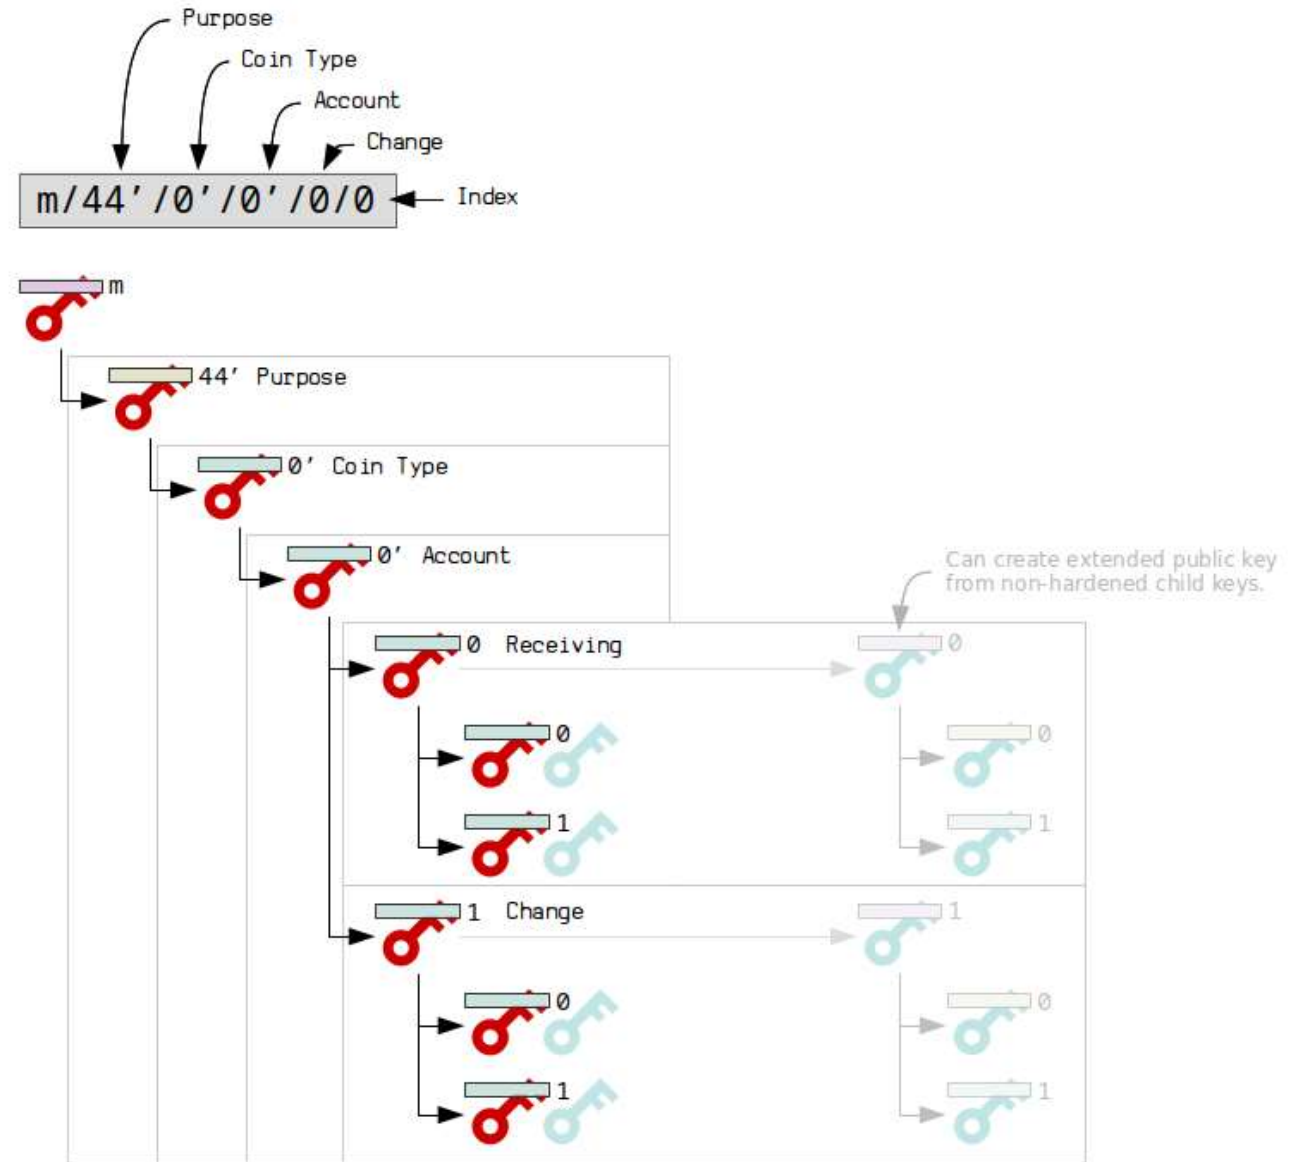 Purpose
Coin Type
Account
Change
m/44'/0'/0'/0/0
Index
m
44' Purpose
0' Coin Type
0' Account
Can create extended public key
from non-hardened child keys.
0 Receiving
0
0
0
1
1
1 Change
1
0
0
1
1